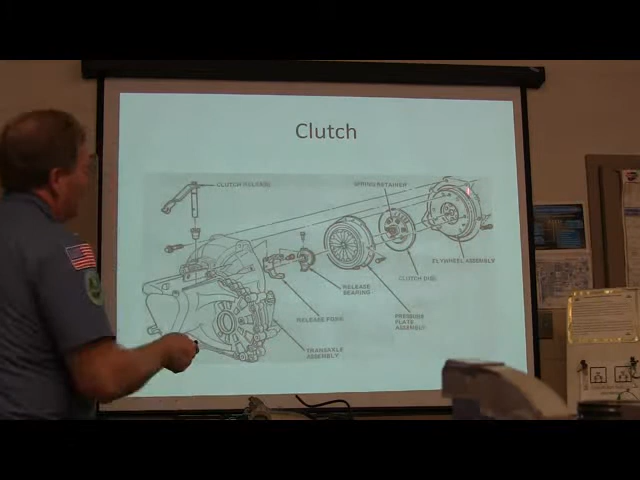 Clutch
CLUTCH RELEASE
SPRING RETAINER
FLYWHEEL ASSEMBLY
CLUTCH DISC
RELEASE
BEARING
RELEASE FORK
PRESSURE
PLATE
ASSEMBLY
TRANSAXLE
ASSEMBLY